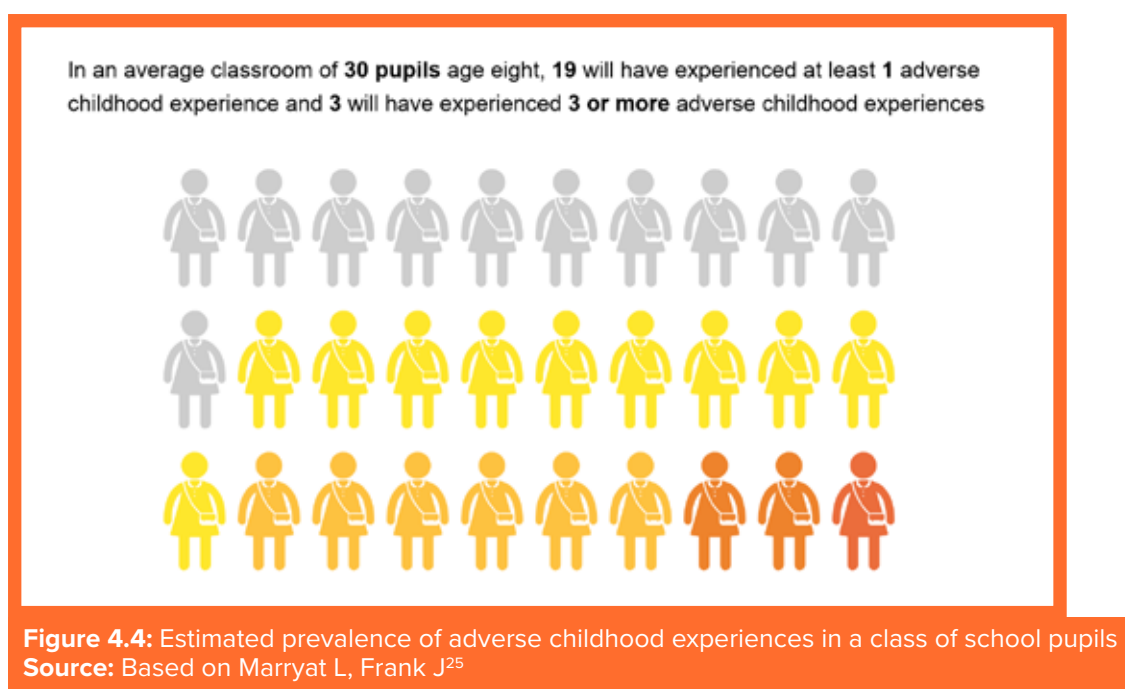 In an average classroom of 30 pupils age eight, 19 will have experienced at least 1 adverse
childhood experience and 3 will have experienced 3 or more adverse childhood experiences
Figure 4.4: Estimated prevalence of adverse childhood experiences in a class of school pupils
Source: Based on Marryat L, Frank J²⁵